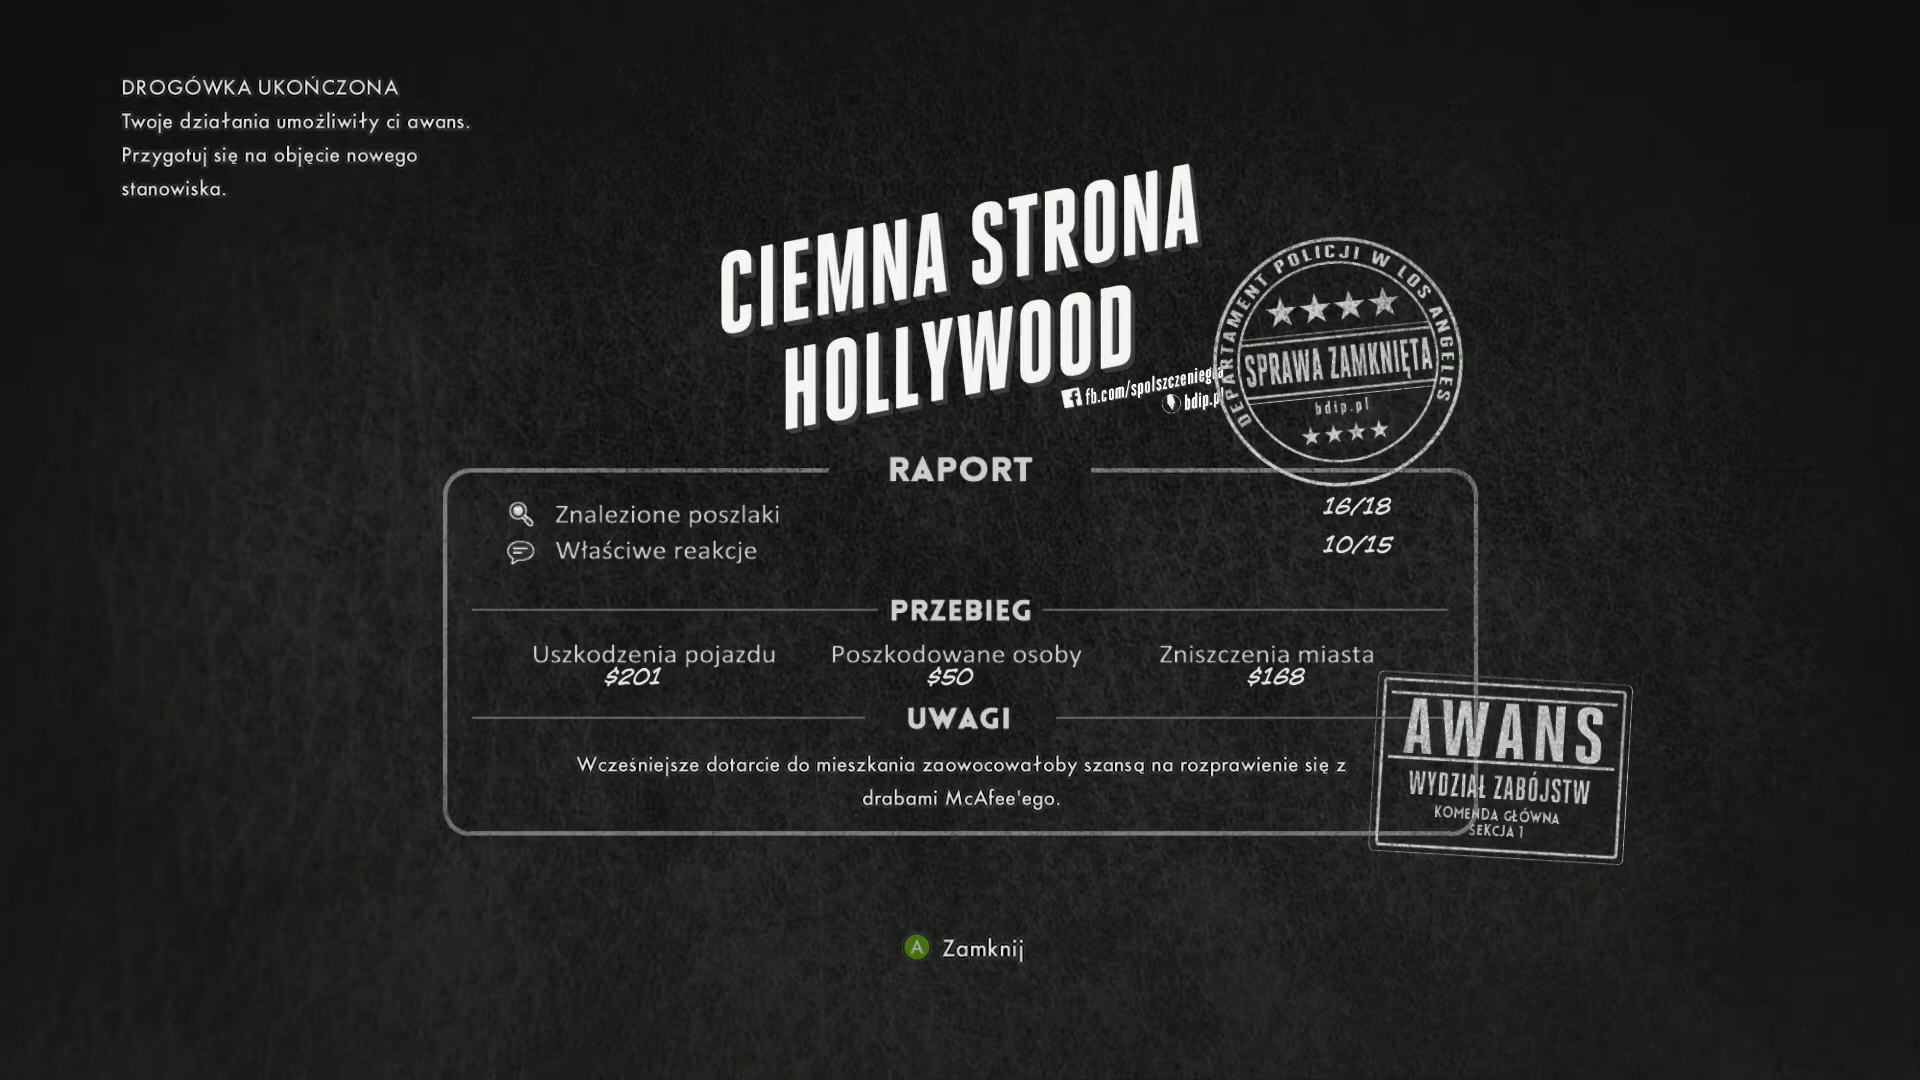 DROGÓWKA UKOŃCZONA
Twoje działania umożliwiły ci awans.
Przygotuj się na objęcie nowego
stanowiska.
CIEMNA STRONA
HOLLYWOOD
fb.com/spolszczeniegra
bdip.pl
DEPARTAMENT POLICJI W LOS ANGELES
SPRAWA ZAMKNIĘTA
bdip.pl
RAPORT
Znalezione poszlaki 16/18
Właściwe reakcje 10/15
PRZEBIEG
Uszkodzenia pojazdu Poszkodowane osoby Zniszczenia miasta
$201 $50 $168
UWAGI
Wcześniejsze dotarcie do mieszkania zaowocowałoby szansą na rozprawienie się z
drabami McAfee'ego.
AWANS
WYDZIAŁ ZABÓJSTW
KOMENDA GŁÓWNA
SEKCJA 1
A Zamknij